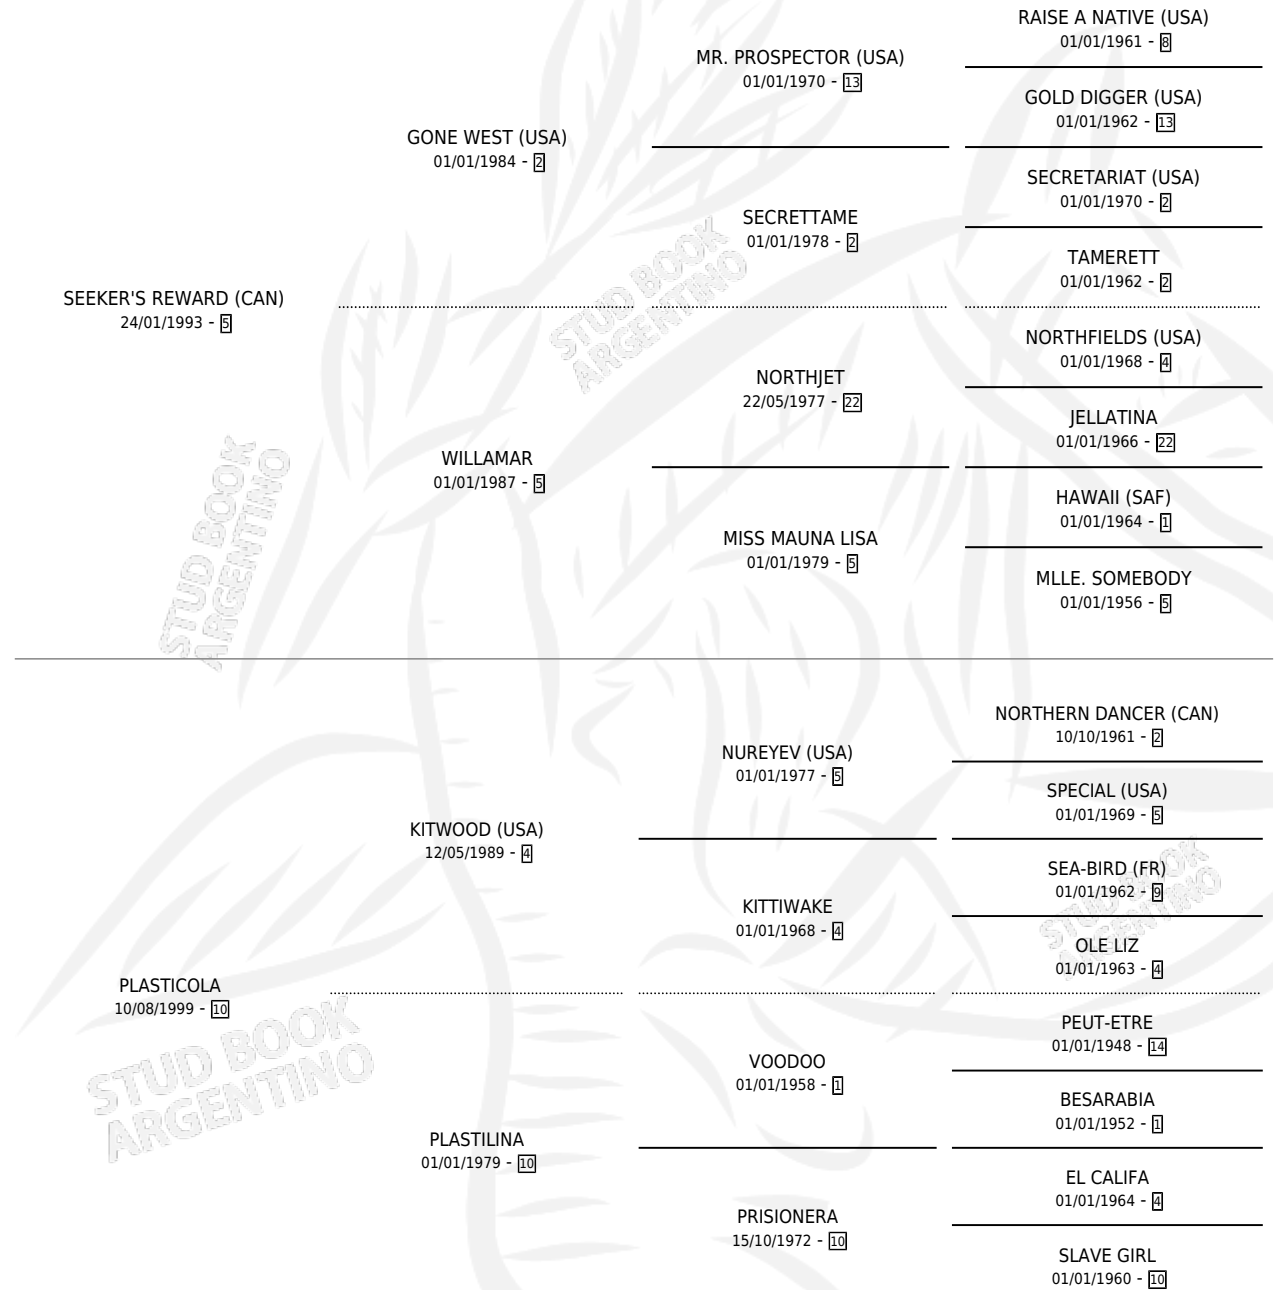 RAISE A NATIVE (USA)
01/01/1961 - 8
MR. PROSPECTOR (USA)
01/01/1970 - 13
GOLD DIGGER (USA)
01/01/1962 - 13
GONE WEST (USA)
01/01/1984 - 2
SECRETARIAT (USA)
01/01/1970 - 2
SECRETTAME
01/01/1978 - 2
TAMERETT
01/01/1962 - 2
SEEKER'S REWARD (CAN)
24/01/1993 - 5
NORTHFIELDS (USA)
01/01/1968 - 4
NORTHJET
22/05/1977 - 22
JELLATINA
01/01/1966 - 22
WILLAMAR
01/01/1987 - 5
HAWAII (SAF)
01/01/1964 - 1
MISS MAUNA LISA
01/01/1979 - 5
MLLE. SOMEBODY
01/01/1956 - 5
NORTHERN DANCER (CAN)
10/10/1961 - 2
NUREYEV (USA)
01/01/1977 - 5
SPECIAL (USA)
01/01/1969 - 5
KITWOOD (USA)
12/05/1989 - 4
SEA-BIRD (FR)
01/01/1962 - 9
KITTIWAKE
01/01/1968 - 4
OLE LIZ
01/01/1963 - 4
PLASTICOLA
10/08/1999 - 10
PEUT-ETRE
01/01/1948 - 14
VOODOO
01/01/1958 - 1
BESARABIA
01/01/1952 - 1
PLASTILINA
01/01/1979 - 10
EL CALIFA
01/01/1964 - 4
PRISIONERA
15/10/1972 - 10
SLAVE GIRL
01/01/1960 - 10
STUD BOOK
ARGENTINO
STUD BOOK
ARGENTINO
STUD BOOK
ARGENTINO
STUD BOOK
ARGENTINO